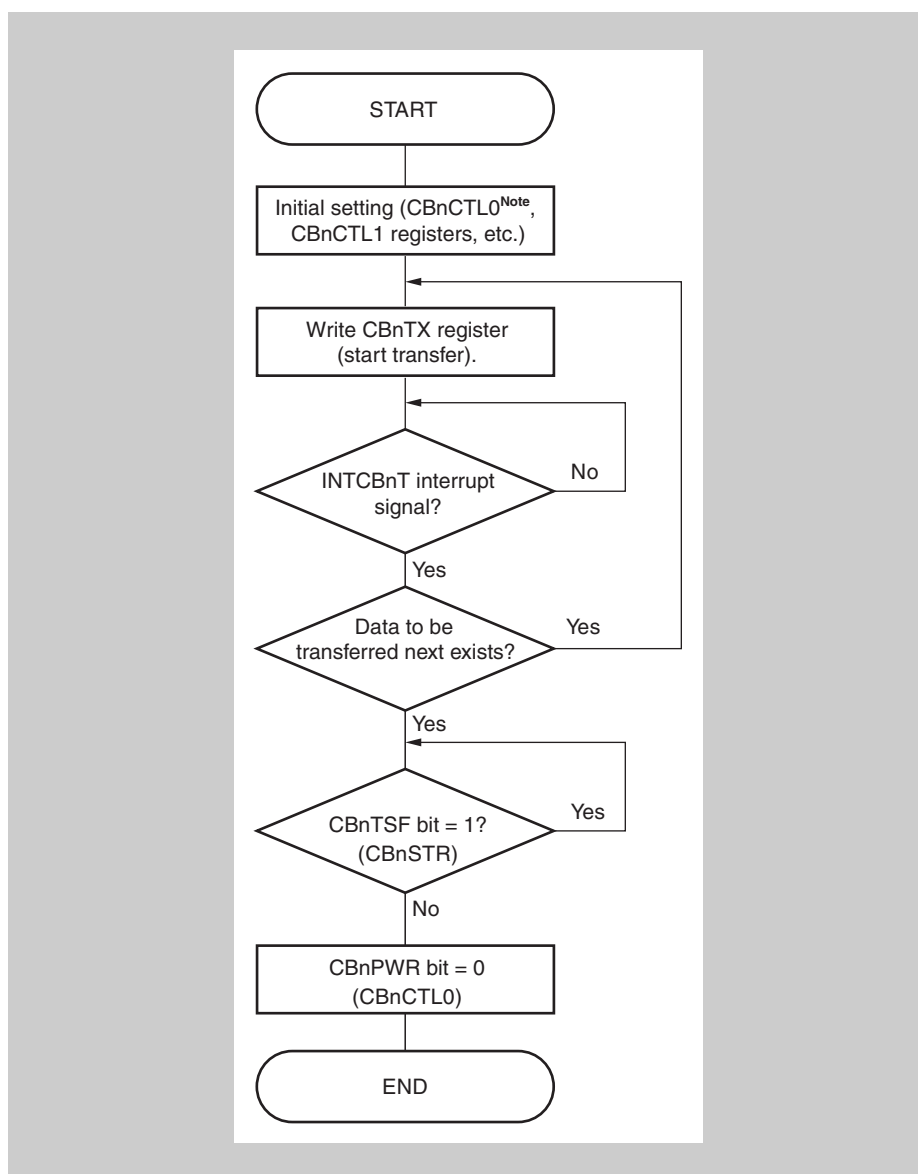 START
Initial setting (CBnCTL0Note,
CBnCTL1 registers, etc.)
Write CBnTX register
(start transfer).
INTCBnT interrupt
signal?
No
Yes
Data to be
transferred next exists?
Yes
Yes
CBnTSF bit = 1?
(CBnSTR)
Yes
No
CBnPWR bit = 0
(CBnCTL0)
END